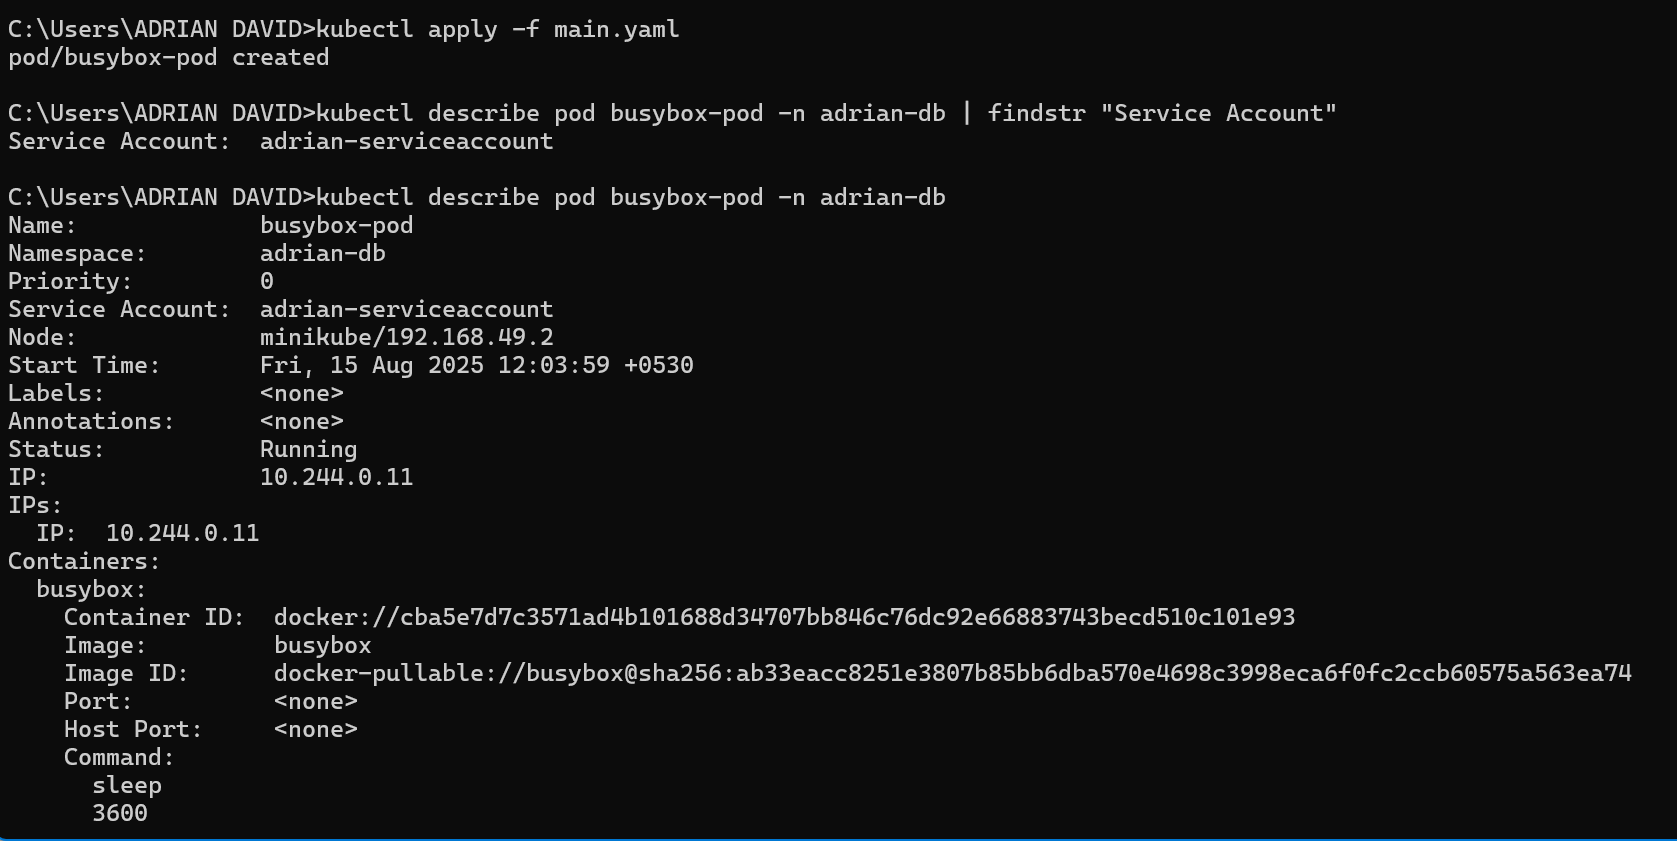 C:\Users\ADRIAN DAVID>kubectl apply -f main.yaml
pod/busybox-pod created
C:\Users\ADRIAN DAVID>kubectl describe pod busybox-pod -n adrian-db | findstr "Service Account"
Service Account:  adrian-serviceaccount
C:\Users\ADRIAN DAVID>kubectl describe pod busybox-pod -n adrian-db
Name:             busybox-pod
Namespace:        adrian-db
Priority:         0
Service Account:  adrian-serviceaccount
Node:             minikube/192.168.49.2
Start Time:       Fri, 15 Aug 2025 12:03:59 +0530
Labels:           <none>
Annotations:      <none>
Status:           Running
IP:               10.244.0.11
IPs:
  IP:  10.244.0.11
Containers:
  busybox:
    Container ID:  docker://cba5e7d7c3571ad4b101688d34707bb846c76dc92e66883743becd510c101e93
    Image:         busybox
    Image ID:      docker-pullable://busybox@sha256:ab33eacc8251e3807b85bb6dba570e4698c3998eca6f0fc2ccb60575a563ea74
    Port:          <none>
    Host Port:     <none>
    Command:
      sleep
      3600